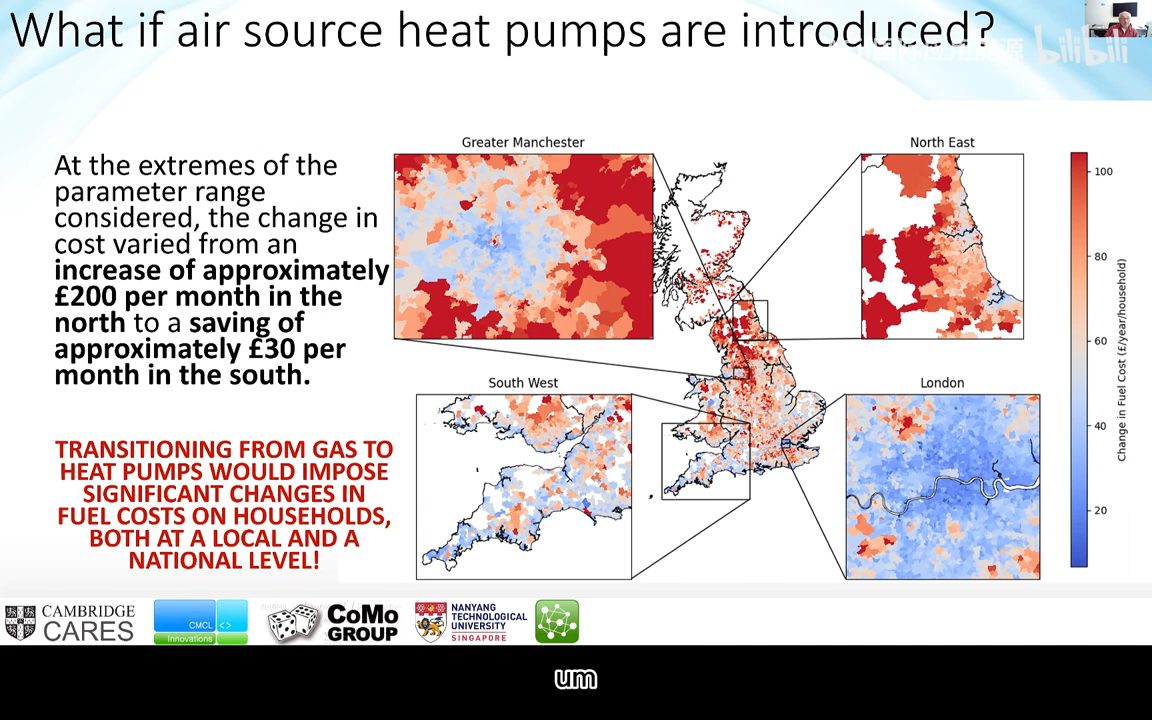 What if air source heat pumps are introduced?
bilibili
At the extremes of the
parameter range
considered, the change in
cost varied from an
increase of approximately
£200 per month in the
north to a saving of
approximately £30 per
month in the south.
TRANSITIONING FROM GAS TO
HEAT PUMPS WOULD IMPOSE
SIGNIFICANT CHANGES IN
FUEL COSTS ON HOUSEHOLDS,
BOTH AT A LOCAL AND A
NATIONAL LEVEL!
Greater Manchester
North East
South West
London
100
80
60
40
20
Change in Fuel Cost (£/year/household)
CAMBRIDGE
CARES
CMCL <>
Innovations
CoMo
GROUP
NANYANG
TECHNOLOGICAL
UNIVERSITY
SINGAPORE
um